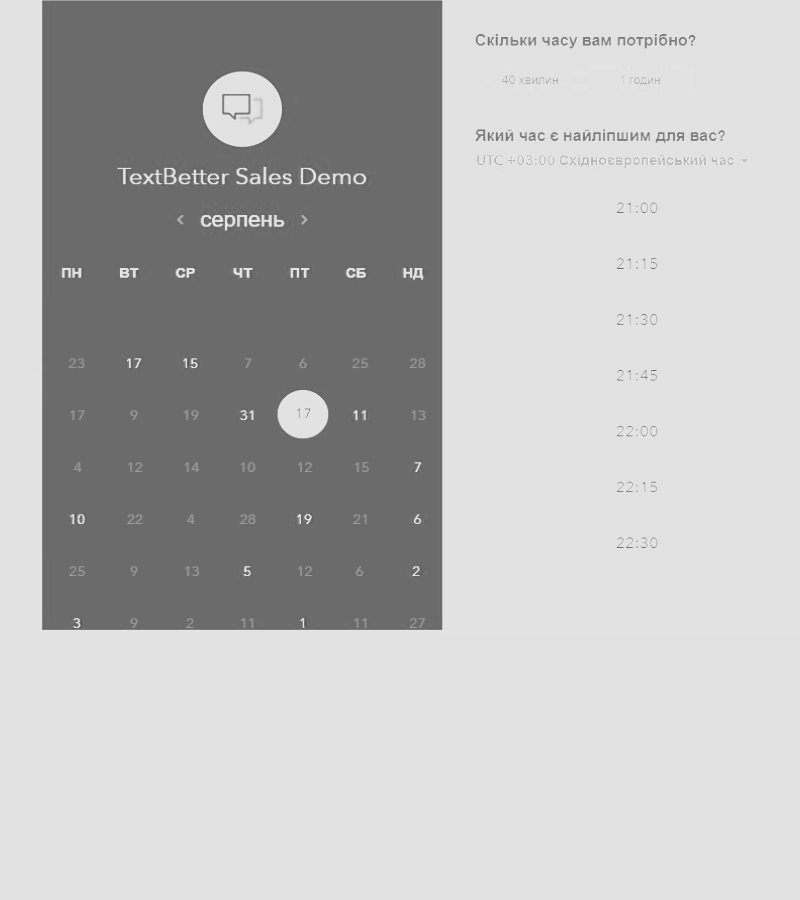 TextBetter Sales Demo
серпень
ПН ВТ СР ЧТ ПТ СБ НД
23 17 15 7 6 25 28
17 9 19 31 17 11 13
4 12 14 10 12 15 7
10 22 4 28 19 21 6
25 9 13 5 12 6 2
3 9 2 11 1 11 27
Скільки часу вам потрібно?
40 хвилин 1 годин
Який час є найліпшим для вас?
UTC +03:00 Східноєвропейський час
21:00
21:15
21:30
21:45
22:00
22:15
22:30